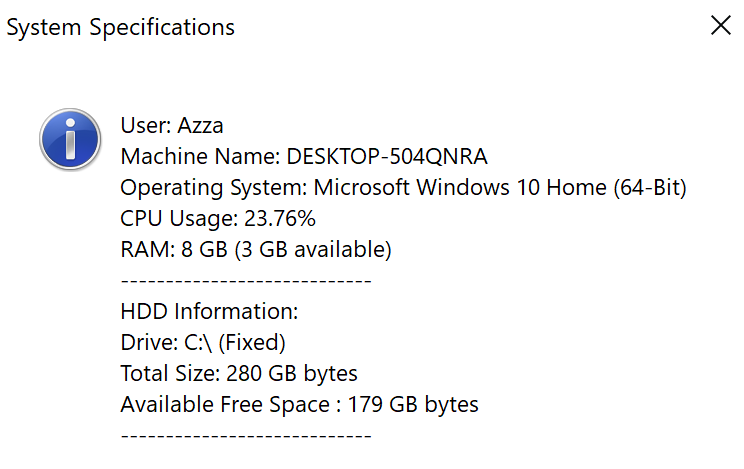 System Specifications
User: Azza
Machine Name: DESKTOP-504QNRA
Operating System: Microsoft Windows 10 Home (64-Bit)
CPU Usage: 23.76%
RAM: 8 GB (3 GB available)
----------------------------
HDD Information:
Drive: C:\ (Fixed)
Total Size: 280 GB bytes
Available Free Space : 179 GB bytes
----------------------------